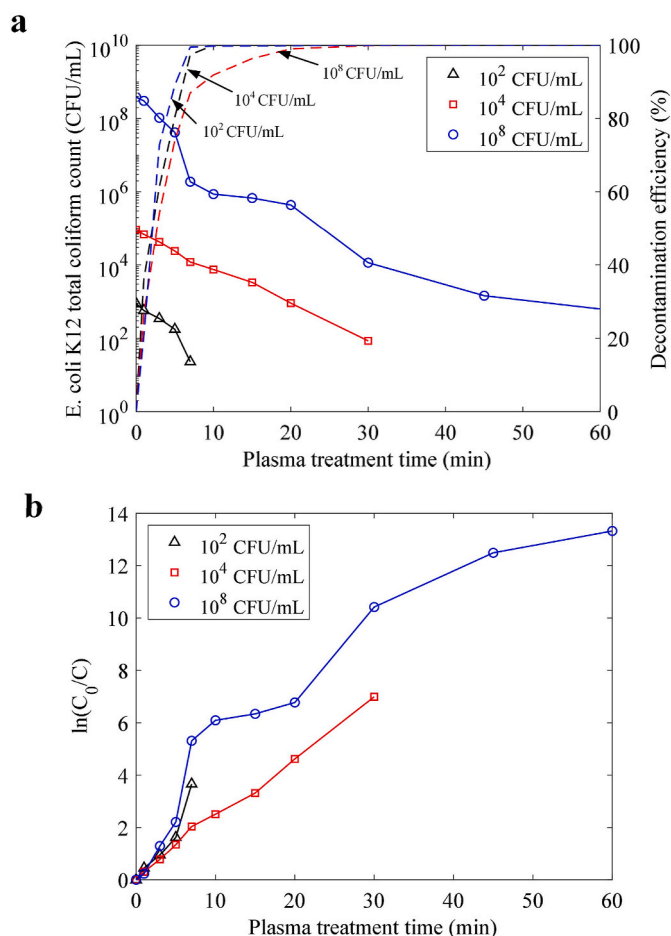 a
E. coli K12 total coliform count (CFU/mL)
10^10
10^8
10^6
10^4
10^2
10^0
10^8 CFU/mL
10^4 CFU/mL
10^2 CFU/mL
10^2 CFU/mL
10^4 CFU/mL
10^8 CFU/mL
100
80
60
40
20
0
Decontamination efficiency (%)
0 10 20 30 40 50 60
Plasma treatment time (min)
b
ln(C₀/C)
14
12
10
8
6
4
2
0
10^2 CFU/mL
10^4 CFU/mL
10^8 CFU/mL
0 10 20 30 40 50 60
Plasma treatment time (min)